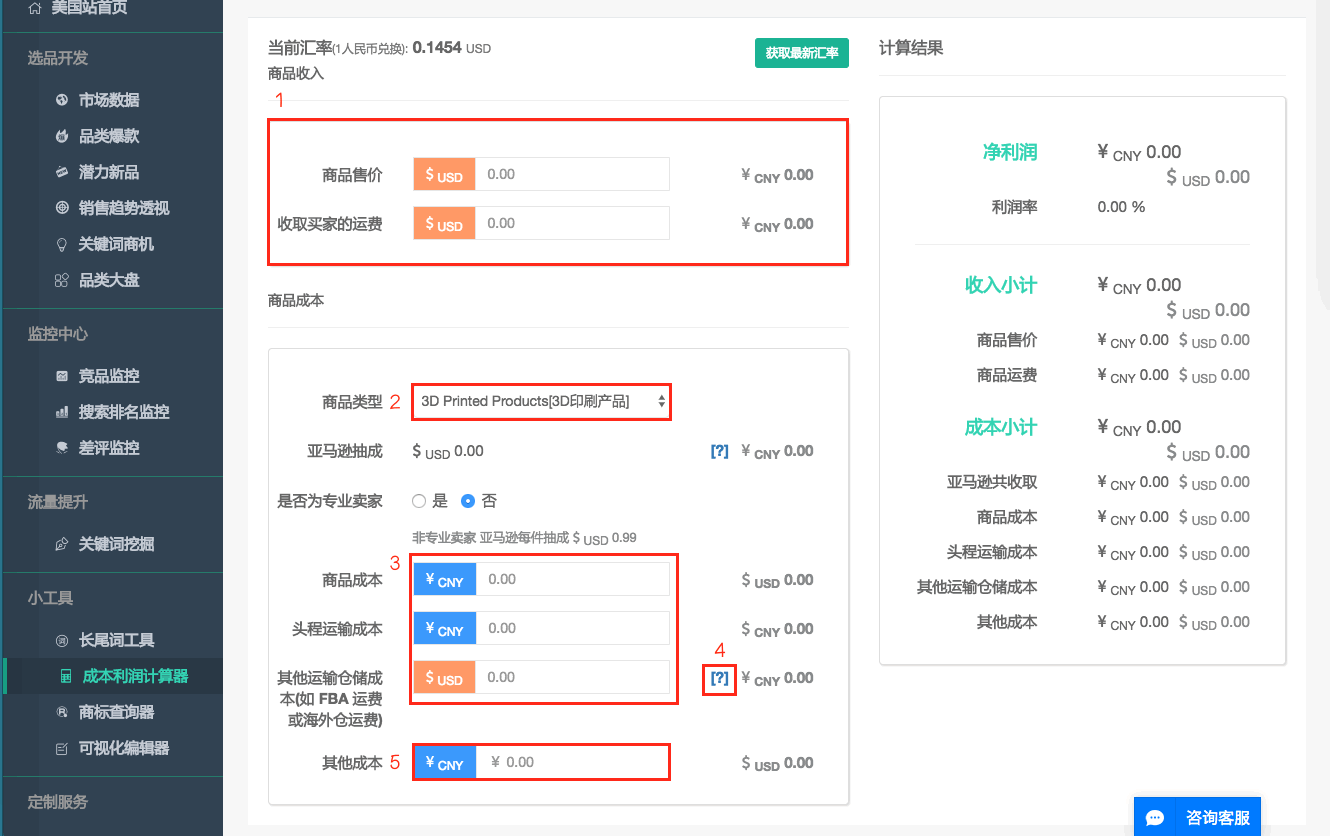 美国站首页
选品开发
市场数据
品类爆款
潜力新品
销售趋势透视
关键词商机
品类大盘
监控中心
竞品监控
搜索排名监控
差评监控
流量提升
关键词挖掘
小工具
长尾词工具
成本利润计算器
商标查询器
可视化编辑器
定制服务
当前汇率(1人民币兑换): 0.1454 USD
获取最新汇率
商品收入
1
商品售价 $ USD 0.00 ¥ CNY 0.00
收取买家的运费 $ USD 0.00 ¥ CNY 0.00
商品成本
商品类型 2 3D Printed Products[3D印刷产品]
亚马逊抽成 $ USD 0.00 [?] ¥ CNY 0.00
是否为专业卖家 是 否
非专业卖家 亚马逊每件抽成 $ USD 0.99
3
商品成本 ¥ CNY 0.00 $ USD 0.00
头程运输成本 ¥ CNY 0.00 $ CNY 0.00
4
其他运输仓储成 $ USD 0.00 [?] ¥ CNY 0.00
本(如 FBA 运费
或海外仓运费)
其他成本 5 ¥ CNY ¥ 0.00 $ USD 0.00
计算结果
净利润 ¥ CNY 0.00
$ USD 0.00
利润率 0.00 %
收入小计 ¥ CNY 0.00
$ USD 0.00
商品售价 ¥ CNY 0.00 $ USD 0.00
商品运费 ¥ CNY 0.00 $ USD 0.00
成本小计 ¥ CNY 0.00
$ USD 0.00
亚马逊共收取 ¥ CNY 0.00 $ USD 0.00
商品成本 ¥ CNY 0.00 $ USD 0.00
头程运输成本 ¥ CNY 0.00 $ USD 0.00
其他运输仓储成本 ¥ CNY 0.00 $ USD 0.00
其他成本 ¥ CNY 0.00 $ USD 0.00
咨询客服